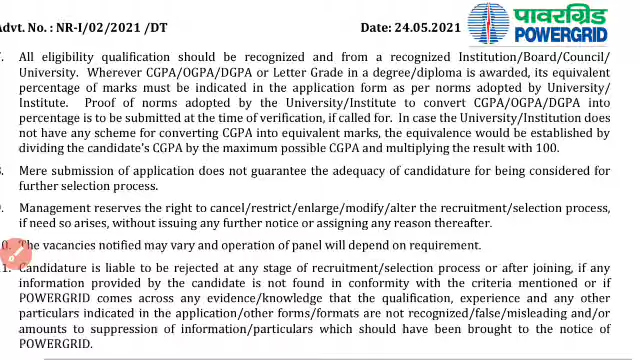 Advt. No. : NR-I/02/2021 /DT
Date: 24.05.2021
पावरग्रिड
POWERGRID
7. All eligibility qualification should be recognized and from a recognized Institution/Board/Council/
University. Wherever CGPA/OGPA/DGPA or Letter Grade in a degree/diploma is awarded, its equivalent
percentage of marks must be indicated in the application form as per norms adopted by University/
Institute. Proof of norms adopted by the University/Institute to convert CGPA/OGPA/DGPA into
percentage is to be submitted at the time of verification, if called for. In case the University/Institution does
not have any scheme for converting CGPA into equivalent marks, the equivalence would be established by
dividing the candidate's CGPA by the maximum possible CGPA and multiplying the result with 100.
8. Mere submission of application does not guarantee the adequacy of candidature for being considered for
further selection process.
9. Management reserves the right to cancel/restrict/enlarge/modify/alter the recruitment/selection process,
if need so arises, without issuing any further notice or assigning any reason thereafter.
0. The vacancies notified may vary and operation of panel will depend on requirement.
1. Candidature is liable to be rejected at any stage of recruitment/selection process or after joining, if any
information provided by the candidate is not found in conformity with the criteria mentioned or if
POWERGRID comes across any evidence/knowledge that the qualification, experience and any other
particulars indicated in the application/other forms/formats are not recognized/false/misleading and/or
amounts to suppression of information/particulars which should have been brought to the notice of
POWERGRID.